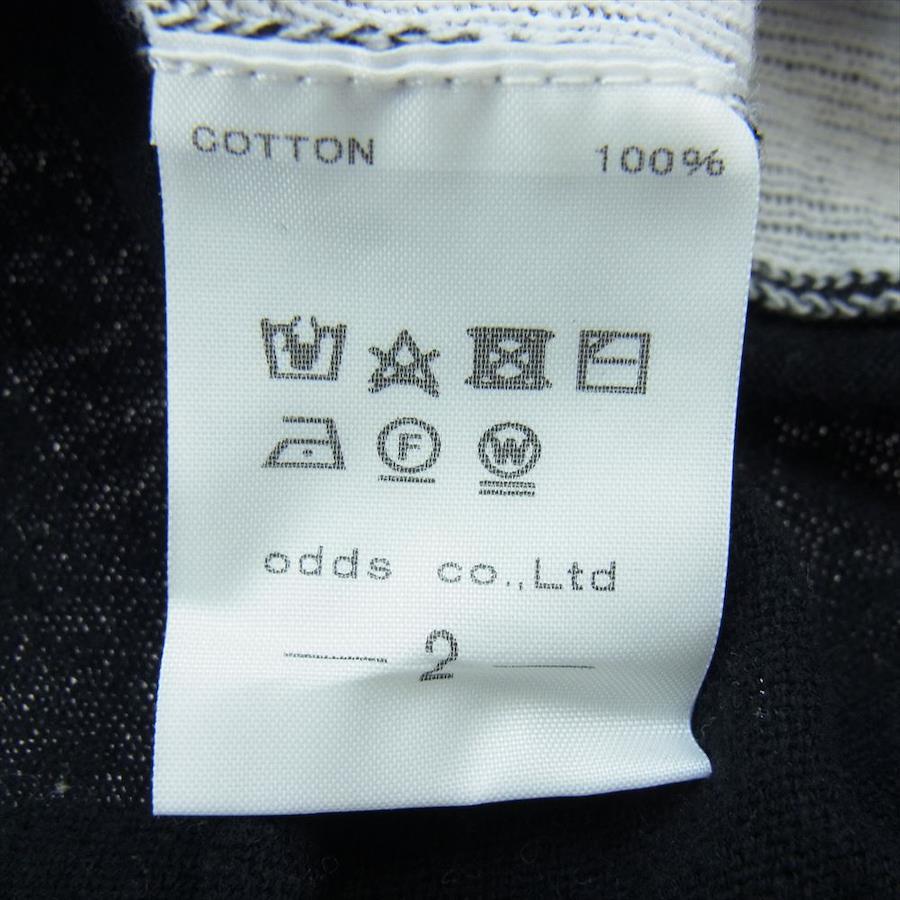 COTTON 100%
F W
odds co.,Ltd
2